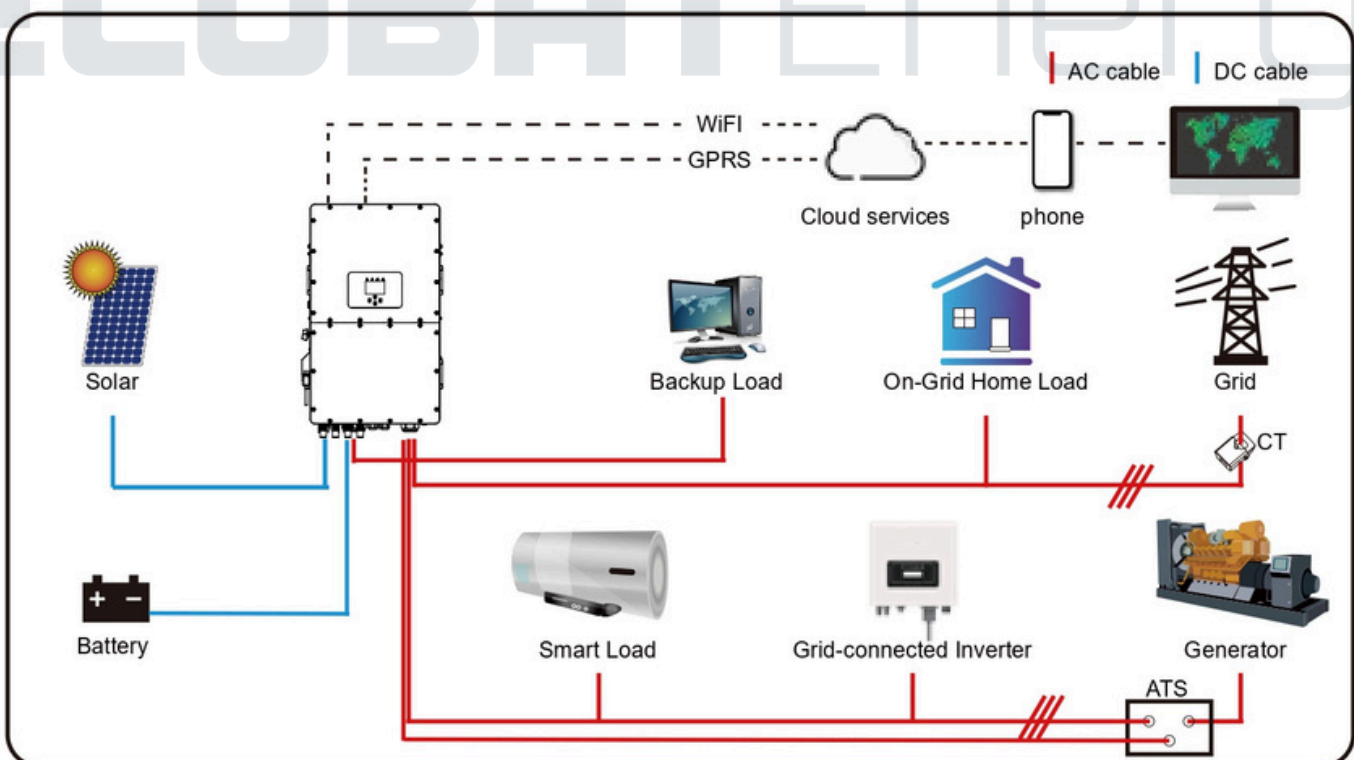 AC cable
DC cable
WiFI
GPRS
Cloud services
phone
Solar
Backup Load
On-Grid Home Load
Grid
CT
Battery
Smart Load
Grid-connected Inverter
Generator
ATS